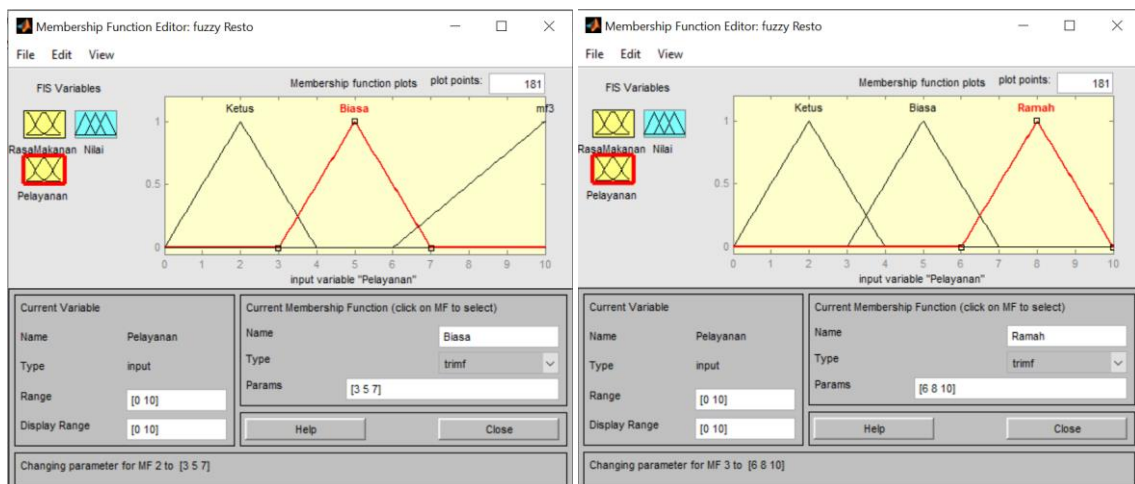 Membership Function Editor: fuzzy Resto
File Edit View
FIS Variables
RasaMakanan Nilai
Pelayanan
Membership function plots plot points: 181
Ketus Biasa mf3
1
0.5
0
0 1 2 3 4 5 6 7 8 9 10
input variable "Pelayanan"
Current Variable
Name Pelayanan
Type input
Range [0 10]
Display Range [0 10]
Current Membership Function (click on MF to select)
Name Biasa
Type trimf
Params [3 5 7]
Help Close
Changing parameter for MF 2 to [3 5 7]
Membership Function Editor: fuzzy Resto
File Edit View
FIS Variables
RasaMakanan Nilai
Pelayanan
Membership function plots plot points: 181
Ketus Biasa Ramah
1
0.5
0
0 1 2 3 4 5 6 7 8 9 10
input variable "Pelayanan"
Current Variable
Name Pelayanan
Type input
Range [0 10]
Display Range [0 10]
Current Membership Function (click on MF to select)
Name Ramah
Type trimf
Params [6 8 10]
Help Close
Changing parameter for MF 3 to [6 8 10]